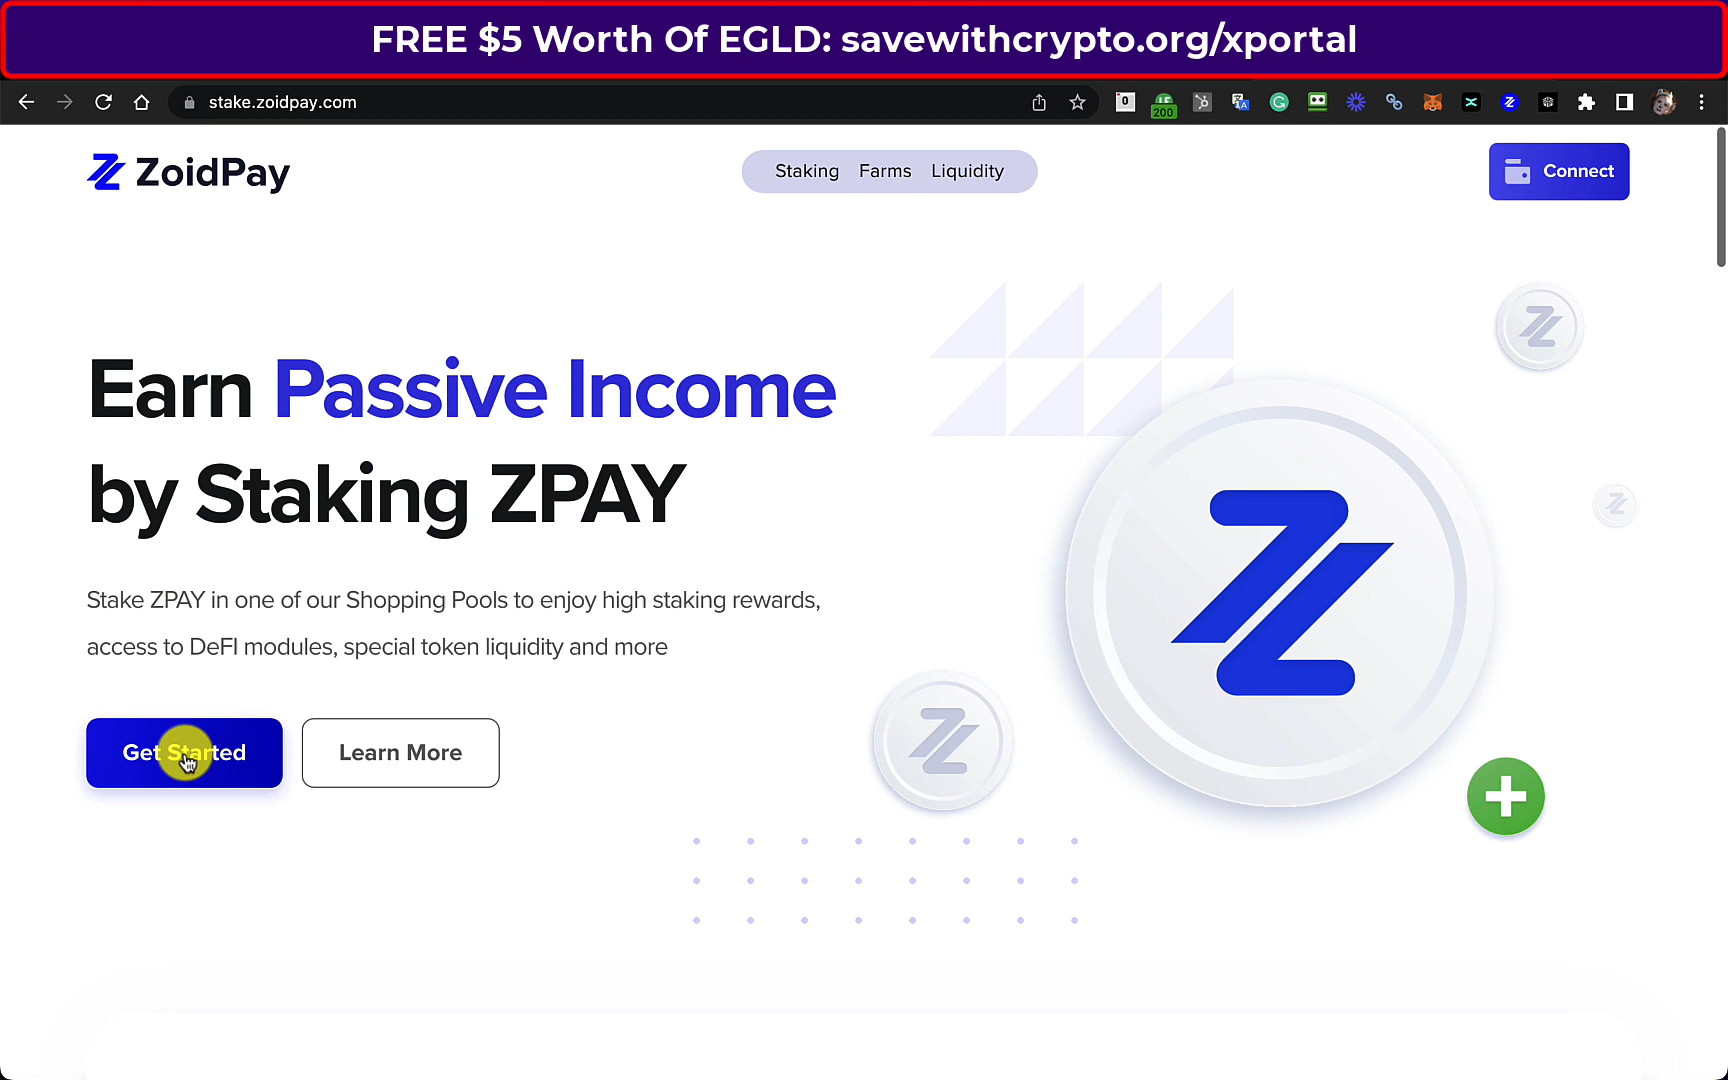 FREE $5 Worth Of EGLD: savewithcrypto.org/xportal
stake.zoidpay.com
0
200
ZoidPay
Staking Farms Liquidity
Connect
Earn Passive Income
by Staking ZPAY
Stake ZPAY in one of our Shopping Pools to enjoy high staking rewards,
access to DeFI modules, special token liquidity and more
Get Started
Learn More